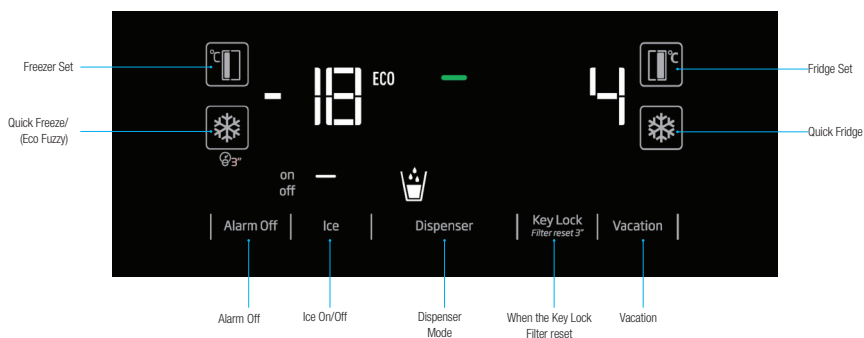 Freezer Set
°C
- 18 ECO
4
°C
Fridge Set
Quick Freeze/
(Eco Fuzzy)
3"
Quick Fridge
on
off
Alarm Off
Ice
Dispenser
Key Lock
Filter reset 3"
Vacation
Alarm Off
Ice On/Off
Dispenser
Mode
When the Key Lock
Filter reset
Vacation